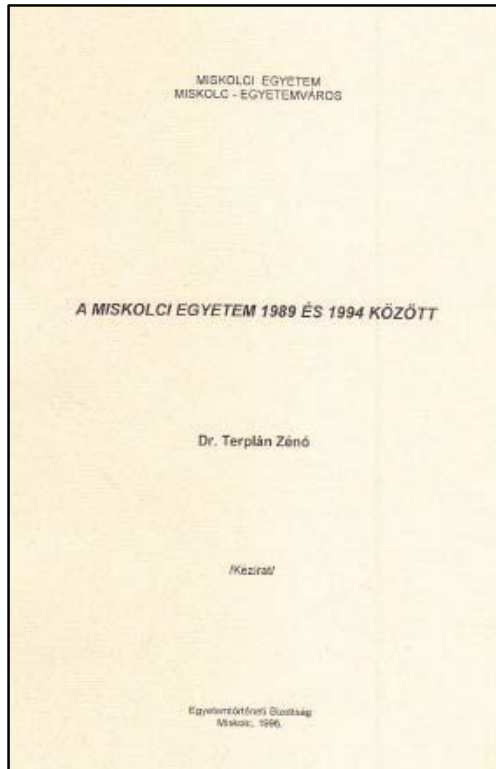 MISKOLCI EGYETEM
MISKOLC - EGYETEMVÁROS
A MISKOLCI EGYETEM 1989 ÉS 1994 KÖZÖTT
Dr. Terplán Zénó
/Kézirat/
Egyetemtörténeti Bizottság
Miskolc, 1996.